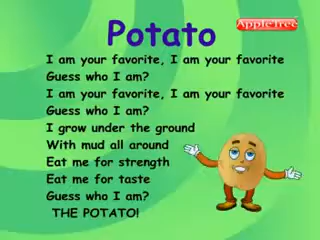 Potato
AppleTree
I am your favorite, I am your favorite
Guess who I am?
I am your favorite, I am your favorite
Guess who I am?
I grow under the ground
With mud all around
Eat me for strength
Eat me for taste
Guess who I am?
THE POTATO!